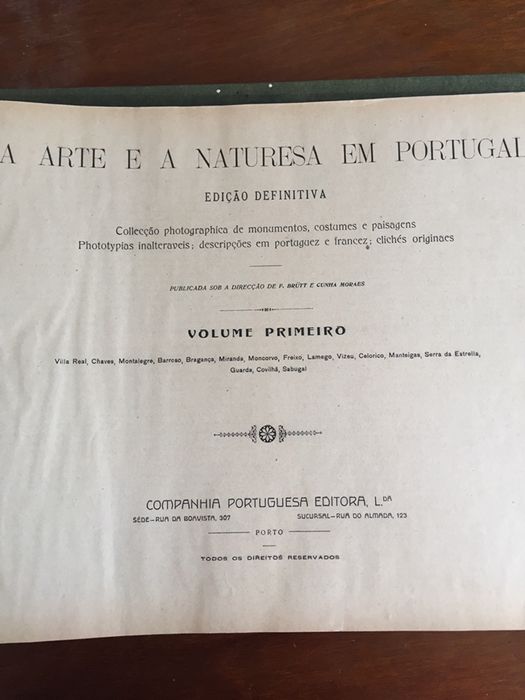 A ARTE E A NATURESA EM PORTUGAL
EDIÇÃO DEFINITIVA
Collecção photographica de monumentos, costumes e paisagens
Phototypias inalteraveis; descripções em portuguez e francez; clichés originaes
PUBLICADA SOB A DIRECÇÃO DE F. BRÜTT E CUNHA MORAES
VOLUME PRIMEIRO
Villa Real, Chaves, Montalegre, Barroso, Bragança, Miranda, Moncorvo, Freixo, Lamego, Vizeu, Celorico, Manteigas, Serra da Estrella,
Guarda, Covilhã, Sabugal
COMPANHIA PORTUGUESA EDITORA, L.DA
SÉDE—RUA DA BOAVISTA, 307 SUCURSAL—RUA DO ALMADA, 123
PORTO
TODOS OS DIREITOS RESERVADOS